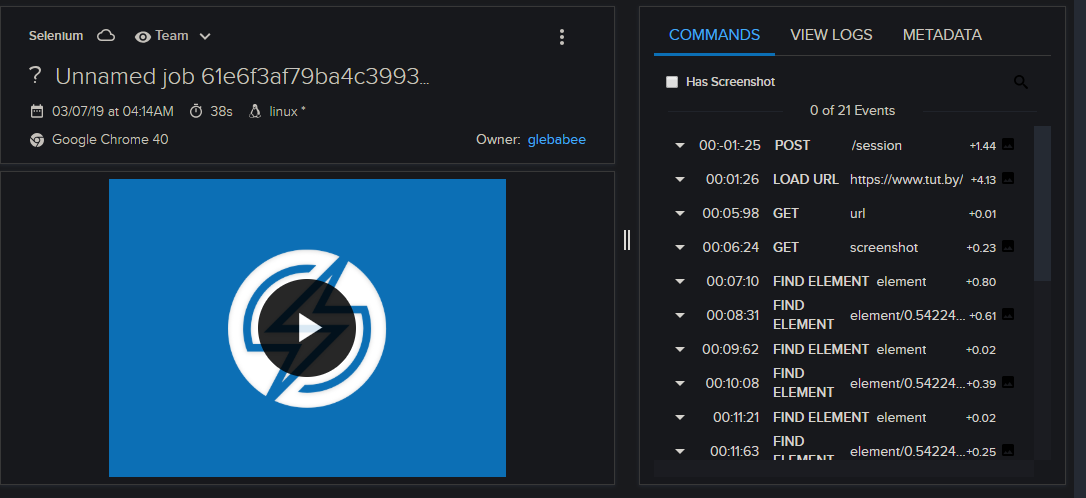 Selenium Team
? Unnamed job 61e6f3af79ba4c3993...
03/07/19 at 04:14AM 38s linux *
Google Chrome 40 Owner: glebabee
COMMANDS VIEW LOGS METADATA
Has Screenshot
0 of 21 Events
00:-01:-25 POST /session +1.44
00:01:26 LOAD URL https://www.tut.by/ +4.13
00:05:98 GET url +0.01
00:06:24 GET screenshot +0.23
00:07:10 FIND ELEMENT element +0.80
00:08:31 FIND ELEMENT element/0.54224... +0.61
00:09:62 FIND ELEMENT element +0.02
00:10:08 FIND ELEMENT element/0.54224... +0.39
00:11:21 FIND ELEMENT element +0.02
00:11:63 FIND ELEMENT element/0.54224... +0.25